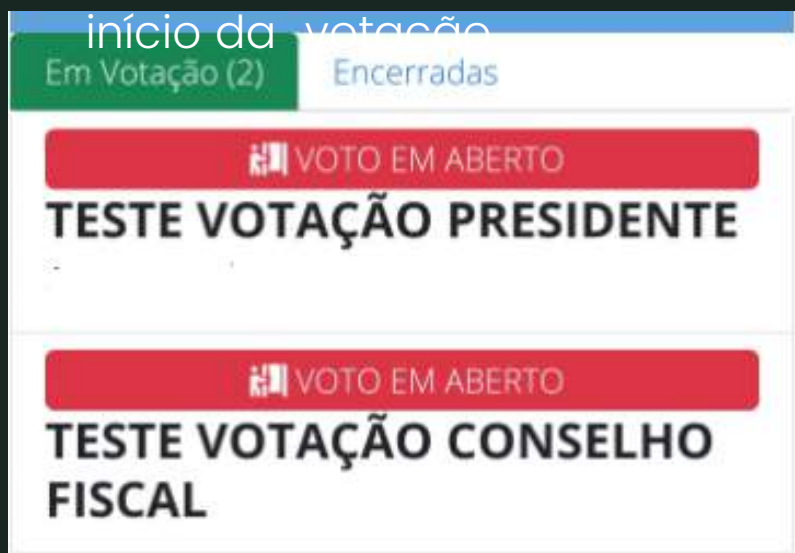 início da votação
Em Votação (2) Encerradas
VOTO EM ABERTO
TESTE VOTAÇÃO PRESIDENTE
VOTO EM ABERTO
TESTE VOTAÇÃO CONSELHO
FISCAL